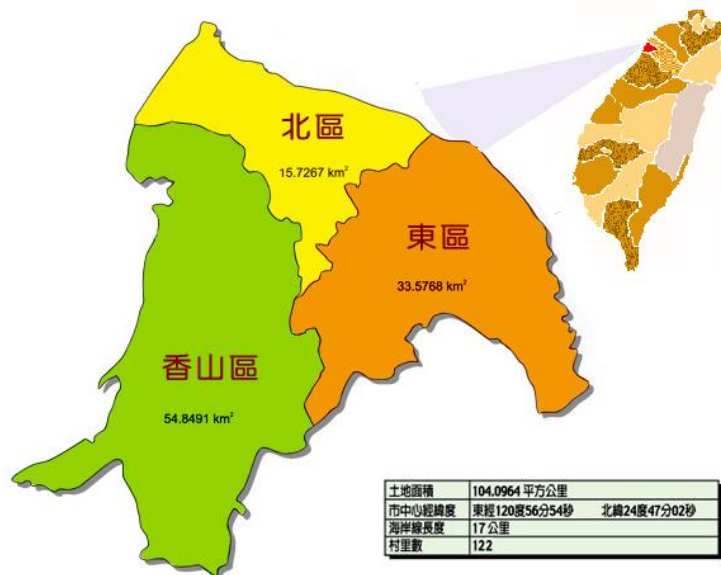 北區
15.7267 km²
東區
33.5768 km²
香山區
54.8491 km²
土地面積 104.0964 平方公里
市中心經緯度 東經120度56分54秒 北緯24度47分02秒
海岸線長度 17公里
村里數 122